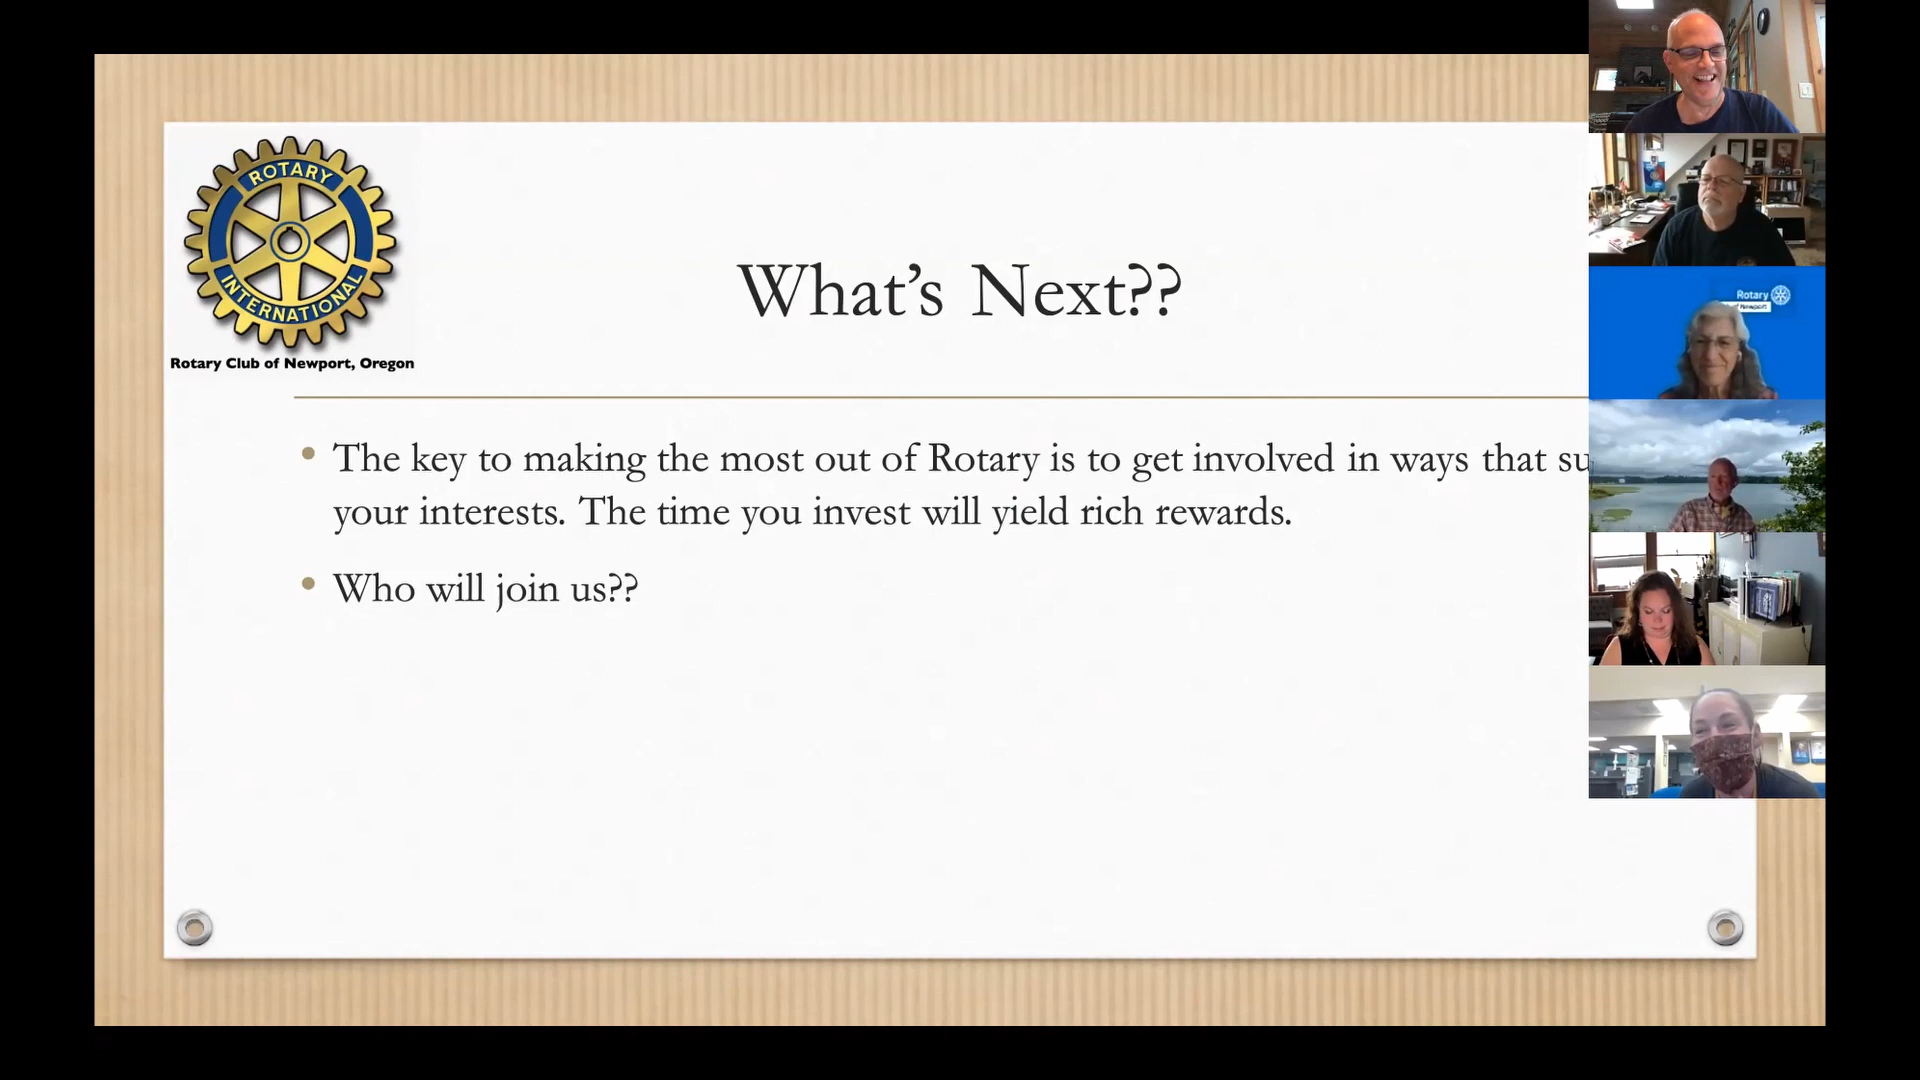 ROTARY
INTERNATIONAL
Rotary Club of Newport, Oregon
What's Next??
• The key to making the most out of Rotary is to get involved in ways that
your interests. The time you invest will yield rich rewards.
• Who will join us??
Rotary
Newport